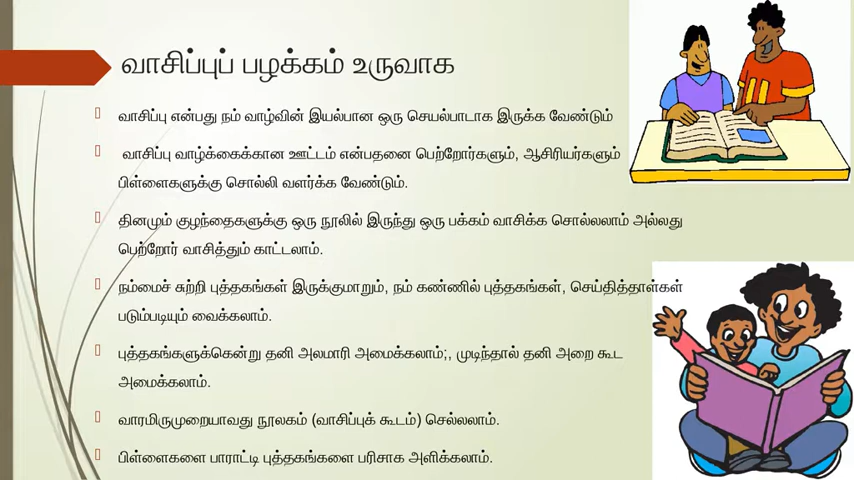 வாசிப்புப் பழக்கம் உருவாக
வாசிப்பு என்பது நம் வாழ்வின் இயல்பான ஒரு செயல்பாடாக இருக்க வேண்டும்
வாசிப்பு வாழ்க்கைக்கான ஊட்டம் என்பதனை பெற்றோர்களும், ஆசிரியர்களும்
பிள்ளைகளுக்கு சொல்லி வளர்க்க வேண்டும்.
தினமும் குழந்தைகளுக்கு ஒரு நூலில் இருந்து ஒரு பக்கம் வாசிக்க சொல்லலாம் அல்லது
பெற்றோர் வாசித்தும் காட்டலாம்.
நம்மைச் சுற்றி புத்தகங்கள் இருக்குமாறும், நம் கண்ணில் புத்தகங்கள், செய்தித்தாள்கள்
படும்படியும் வைக்கலாம்.
புத்தகங்களுக்கென்று தனி அலமாரி அமைக்கலாம்;, முடிந்தால் தனி அறை கூட
அமைக்கலாம்.
வாரமிருமுறையாவது நூலகம் (வாசிப்புக் கூடம்) செல்லலாம்.
பிள்ளைகளை பாராட்டி புத்தகங்களை பரிசாக அளிக்கலாம்.